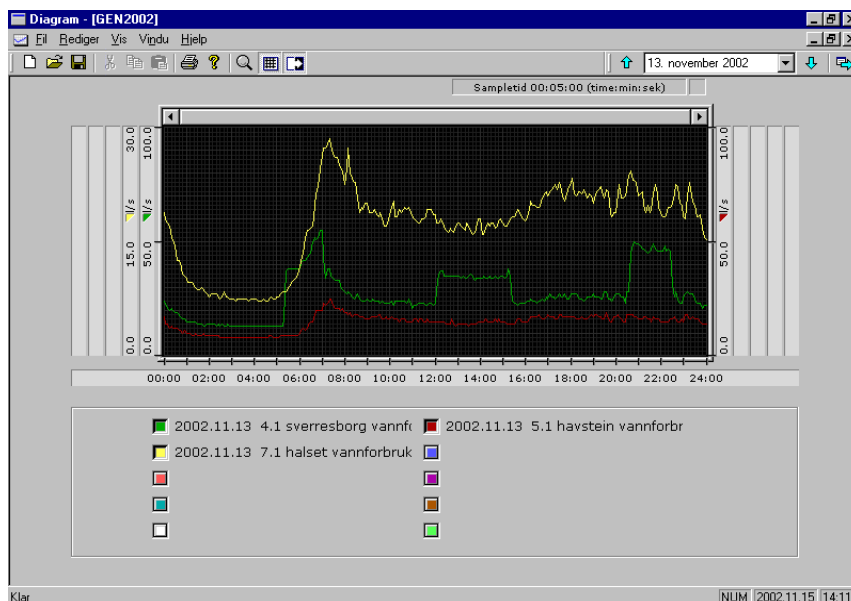 Diagram - [GEN2002]
Fil Rediger Vis Vindu Hjelp
13. november 2002
Sampletid 00:05:00 (time:min:sek)
30.0 100.0 100.0
l/s l/s l/s
15.0 50.0 50.0
0.0 0.0 0.0
00:00 02:00 04:00 06:00 08:00 10:00 12:00 14:00 16:00 18:00 20:00 22:00 24:00
2002.11.13 4.1 sverresborg vannf 2002.11.13 5.1 havstein vannforbr
2002.11.13 7.1 halset vannforbruk
Klar NUM 2002.11.15 14:11